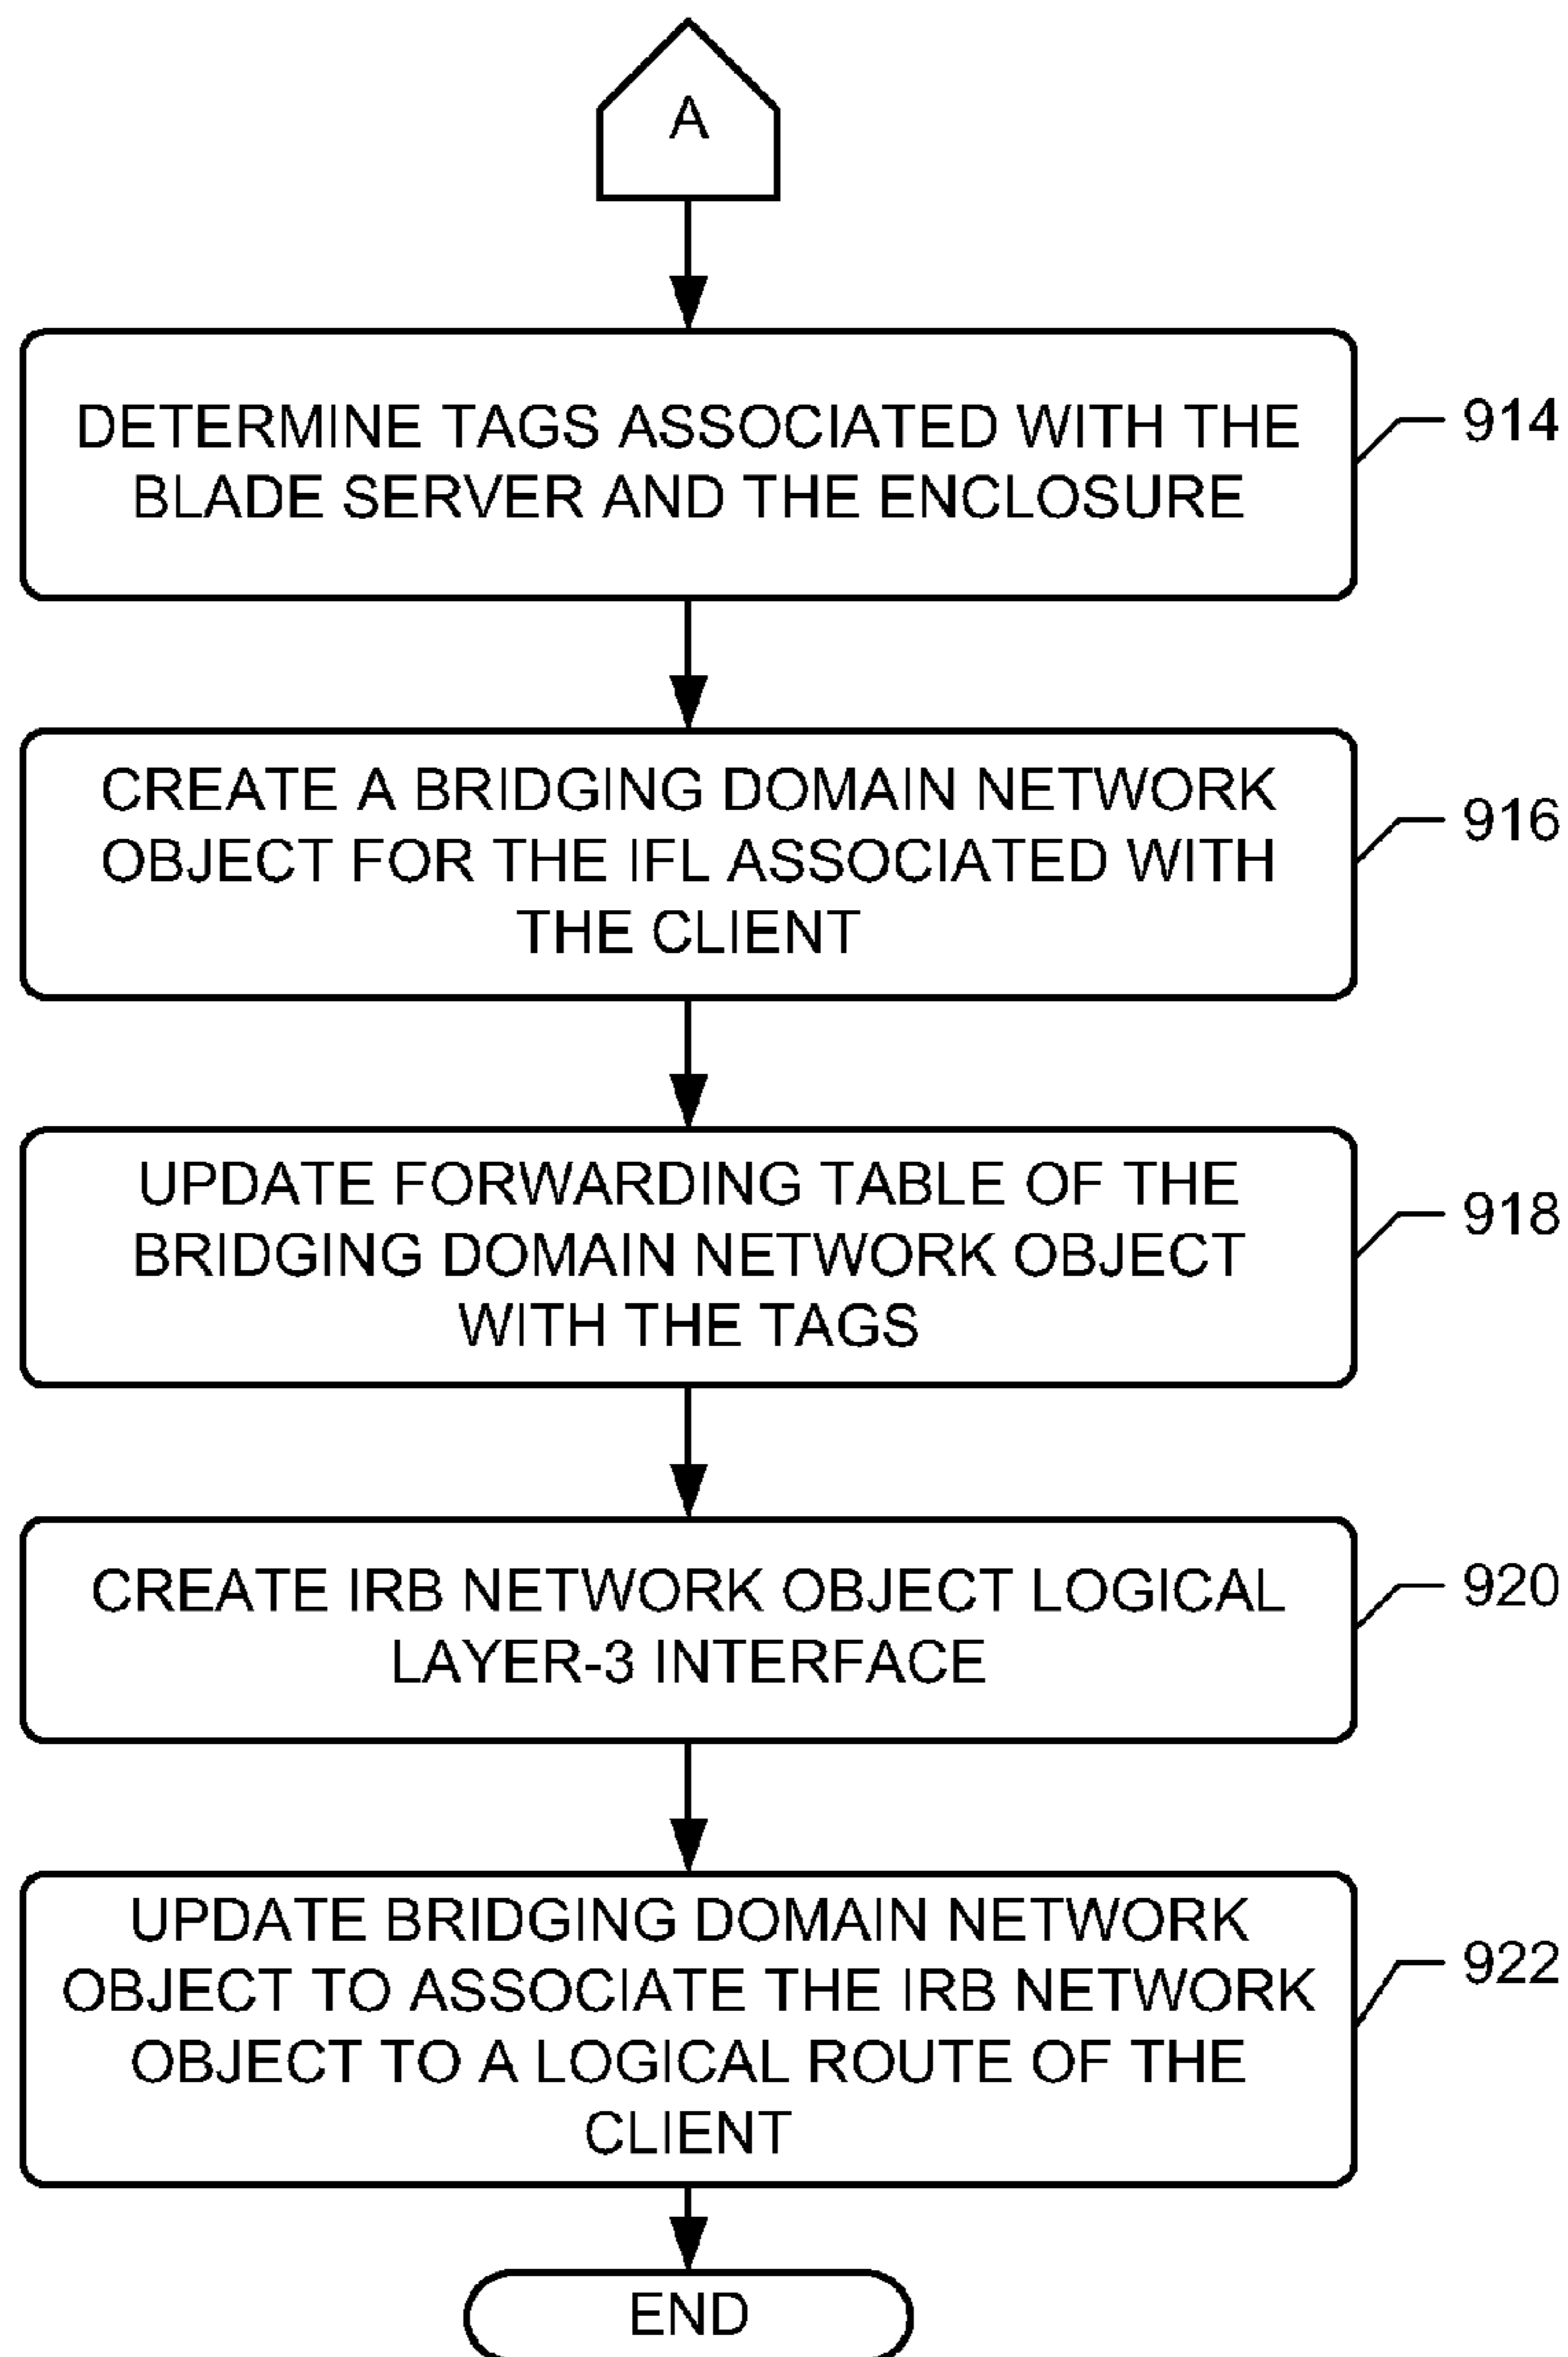 A
DETERMINE TAGS ASSOCIATED WITH THE
BLADE SERVER AND THE ENCLOSURE
914
CREATE A BRIDGING DOMAIN NETWORK
OBJECT FOR THE IFL ASSOCIATED WITH
THE CLIENT
916
UPDATE FORWARDING TABLE OF THE
BRIDGING DOMAIN NETWORK OBJECT
WITH THE TAGS
918
CREATE IRB NETWORK OBJECT LOGICAL
LAYER-3 INTERFACE
920
UPDATE BRIDGING DOMAIN NETWORK
OBJECT TO ASSOCIATE THE IRB NETWORK
OBJECT TO A LOGICAL ROUTE OF THE
CLIENT
922
END